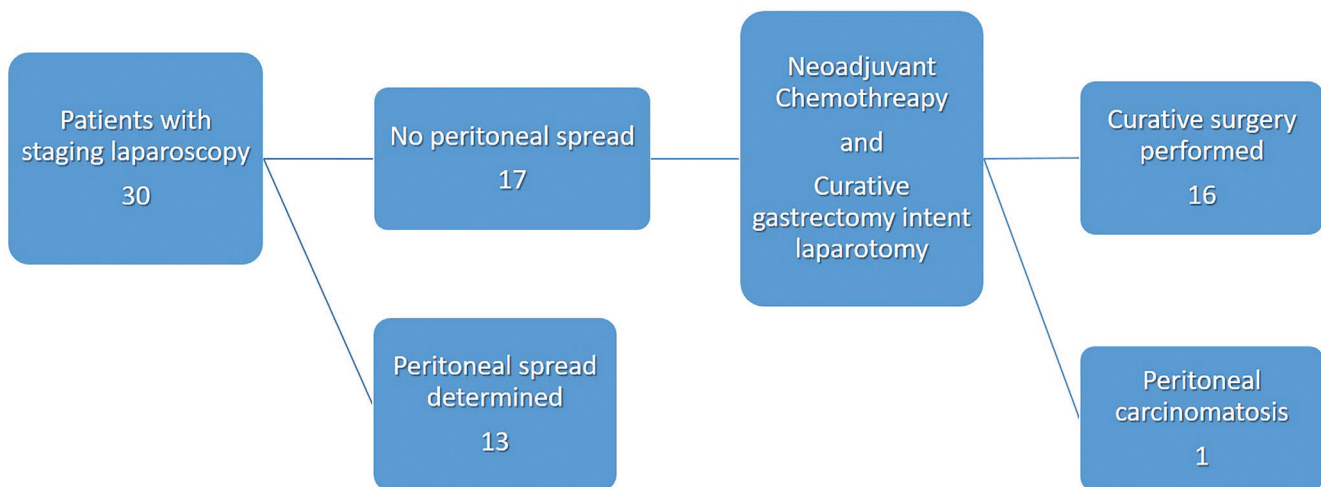 Patients with
staging laparoscopy
30
No peritoneal spread
17
Peritoneal spread
determined
13
Neoadjuvant
Chemothreapy
and
Curative
gastrectomy intent
laparotomy
Curative surgery
performed
16
Peritoneal
carcinomatosis
1